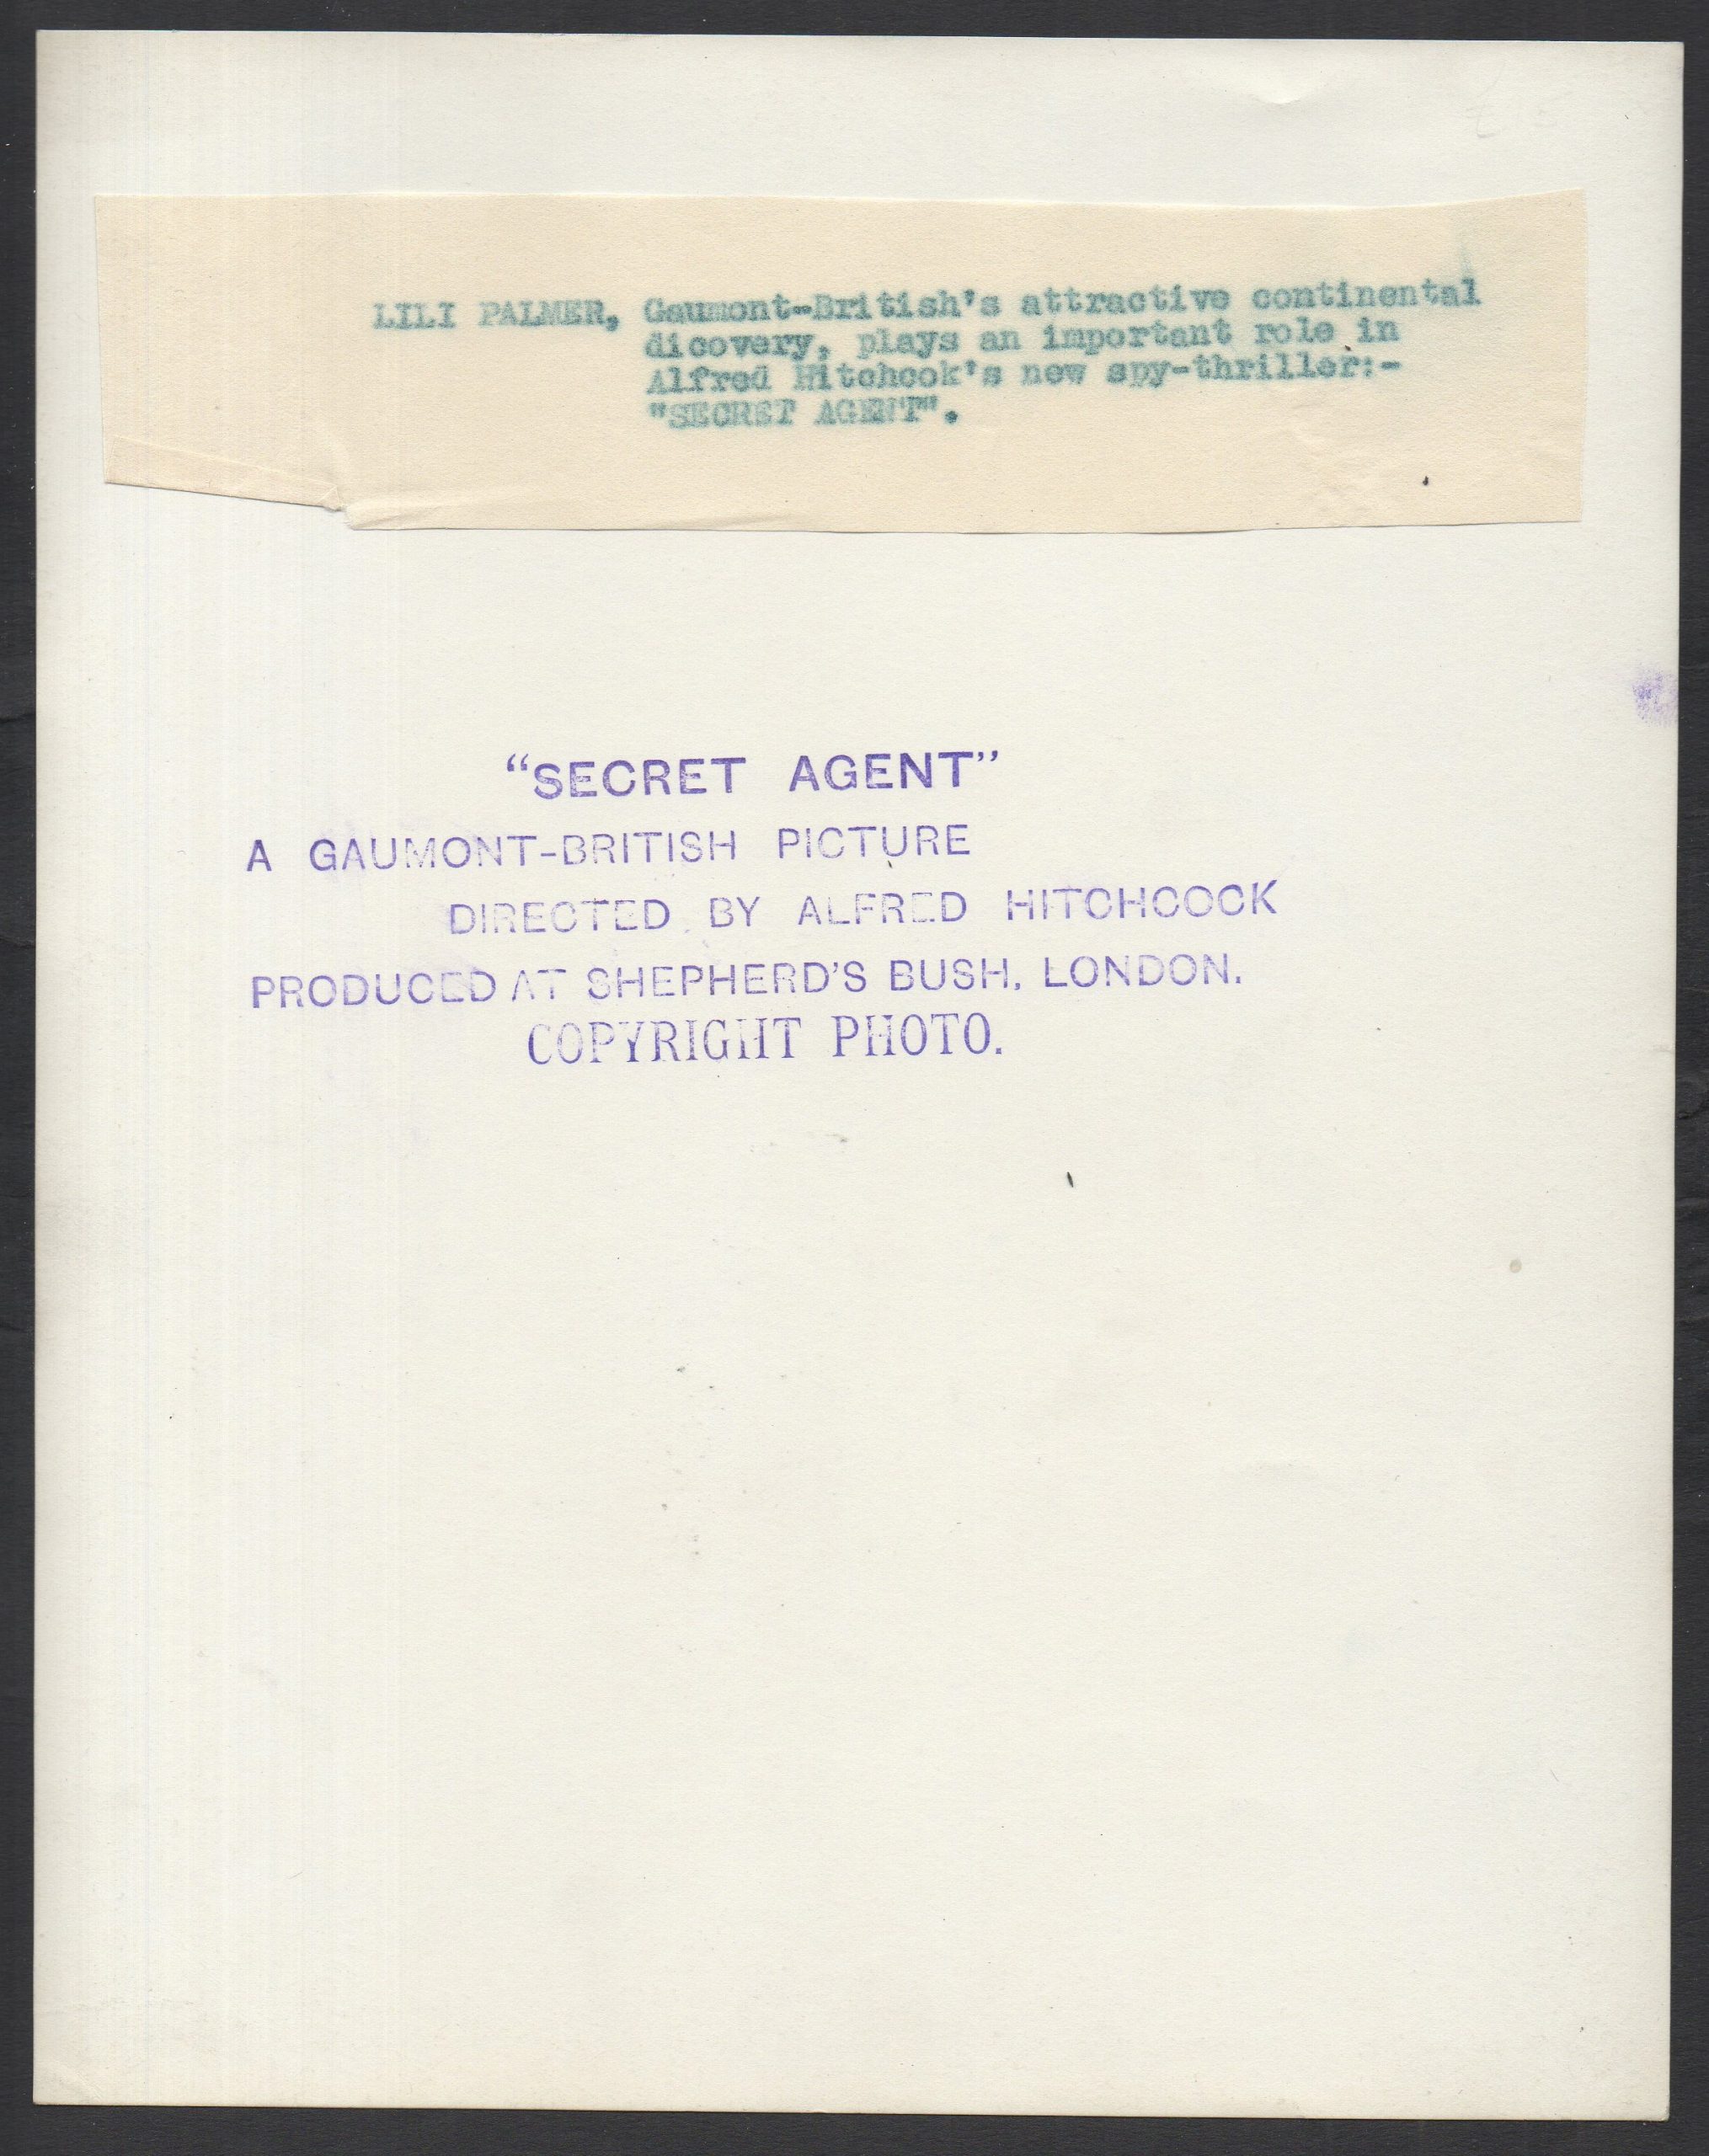 LILI PALMER, Gaumont-British's attractive continental
dicovery, plays an important role in
Alfred Hitchcok's new spy-thriller:-
"SECRET AGENT".
“SECRET AGENT”
A GAUMONT-BRITISH PICTURE
DIRECTED BY ALFRED HITCHCOCK
PRODUCED AT SHEPHERD'S BUSH, LONDON.
COPYRIGHT PHOTO.